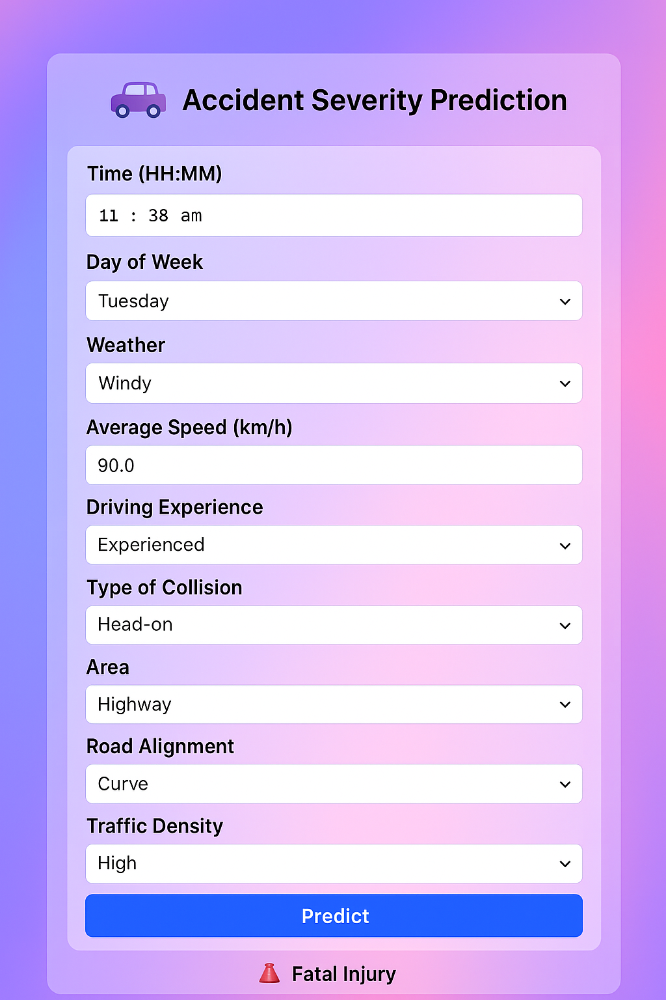 Accident Severity Prediction
Time (HH:MM)
11 : 38 am
Day of Week
Tuesday
Weather
Windy
Average Speed (km/h)
90.0
Driving Experience
Experienced
Type of Collision
Head-on
Area
Highway
Road Alignment
Curve
Traffic Density
High
Predict
Fatal Injury